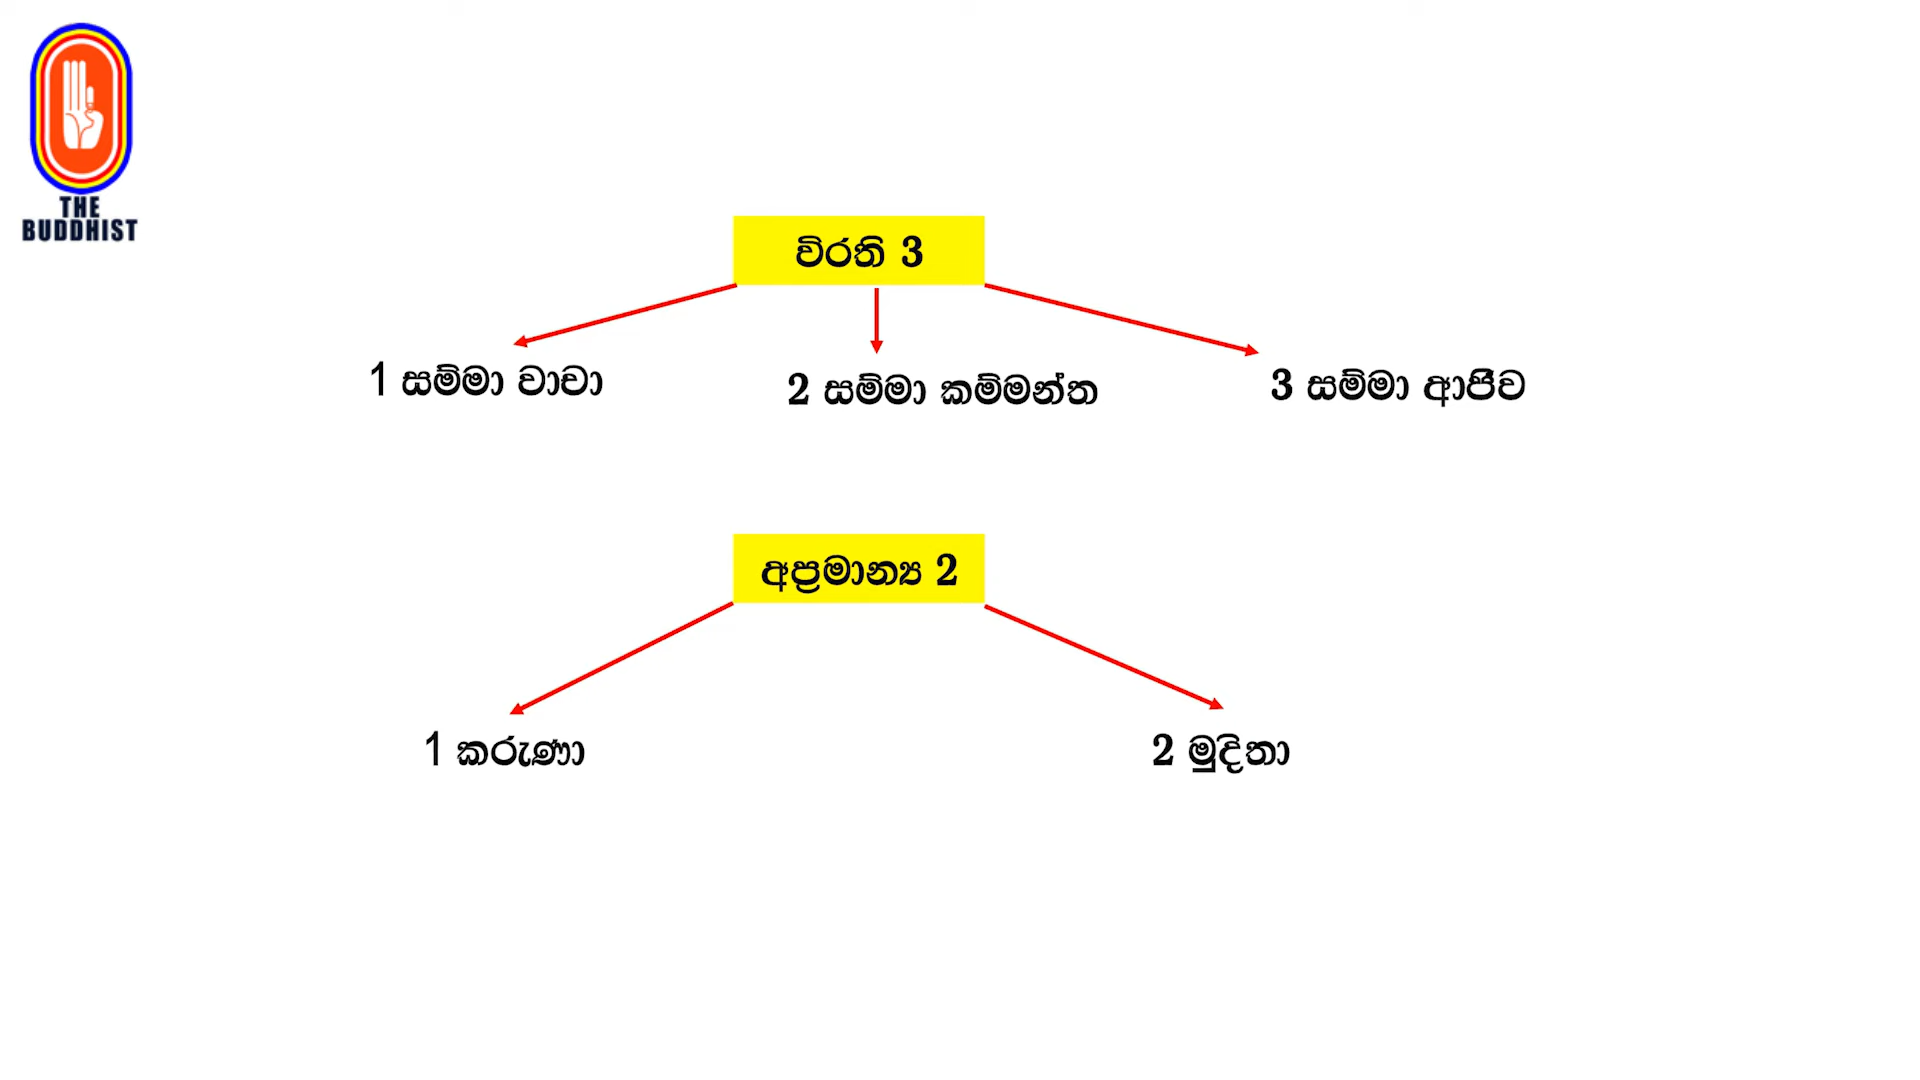 THE
BUDDHIST
විරති 3
1 සම්මා වාචා
2 සම්මා කම්මන්ත
3 සම්මා ආජීව
අප්‍රමාන්‍ය 2
1 කරුණා
2 මුදිතා